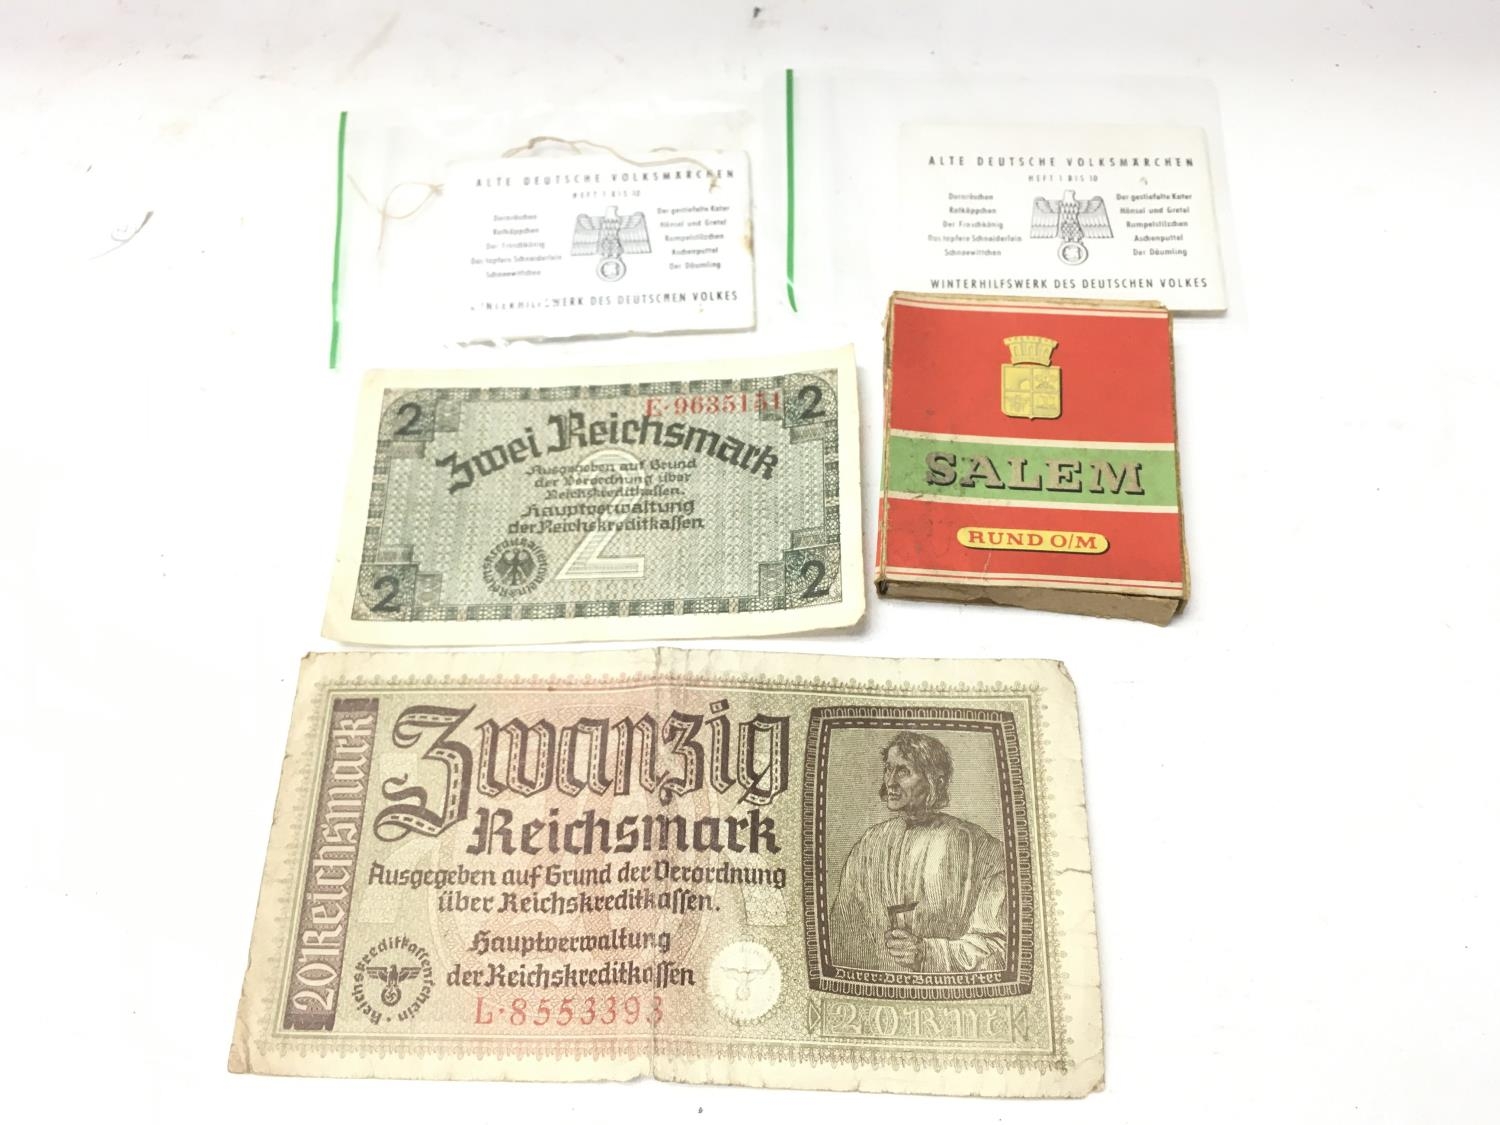 ALTE DEUTSCHE VOLKSMÄRCHEN
HEFT 1 BIS 10
Dornröschen
Rotkäppchen
Der Froschkönig
Das tapfere Schneiderlein
Schneewittchen
Der gestiefelte Kater
Hänsel und Gretel
Rumpelstilzchen
Aschenputtel
Der Däumling
WINTERHILFSWERK DES DEUTSCHEN VOLKES
ALTE DEUTSCHE VOLKSMÄRCHEN
HEFT 1 BIS 10
Dornröschen
Rotkäppchen
Der Froschkönig
Das tapfere Schneiderlein
Schneewittchen
Der gestiefelte Kater
Hänsel und Gretel
Rumpelstilzchen
Aschenputtel
Der Däumling
WINTERHILFSWERK DES DEUTSCHEN VOLKES
2
E·9635151
2
Zwei Reichsmark
Ausgegeben auf Grund
der Verordnung über
Reichskreditkassen.
Hauptverwaltung
der Reichskreditkassen
2
Reichskreditkassenschein
2
2
SALEM
RUND O/M
20 Reichsmark
Zwanzig
Reichsmark
Ausgegeben auf Grund der Verordnung
über Reichskreditkassen.
Hauptverwaltung
der Reichskreditkassen
Reichskreditkassenschein
L·8553393
Dürer: Der Baumeister
20 RMk